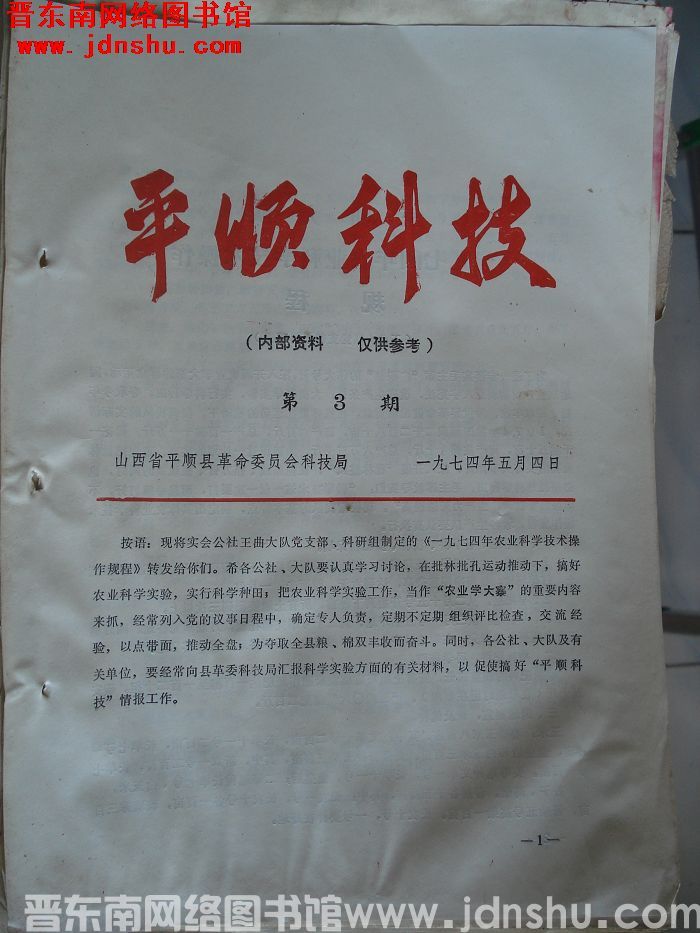 晋东南网络图书馆
www.jdnshu.com
平顺科技
(内部资料 仅供参考)
第 3 期
山西省平顺县革命委员会科技局 一九七四年五月四日
按语：现将实会公社王曲大队党支部、科研组制定的《一九七四年农业科学技术操
作规程》转发给你们。希各公社、大队要认真学习讨论，在批林批孔运动推动下，搞好
农业科学实验，实行科学种田；把农业科学实验工作，当作“农业学大寨”的重要内容
来抓，经常列入党的议事日程中，确定专人负责，定期不定期组织评比检查，交流经
验，以点带面，推动全盘；为夺取全县粮、棉双丰收而奋斗。同时，各公社、大队及有
关单位，要经常向县革委科技局汇报科学实验方面的有关材料，以促使搞好“平顺科
技”情报工作。
—1—
晋东南网络图书馆www.jdnshu.com